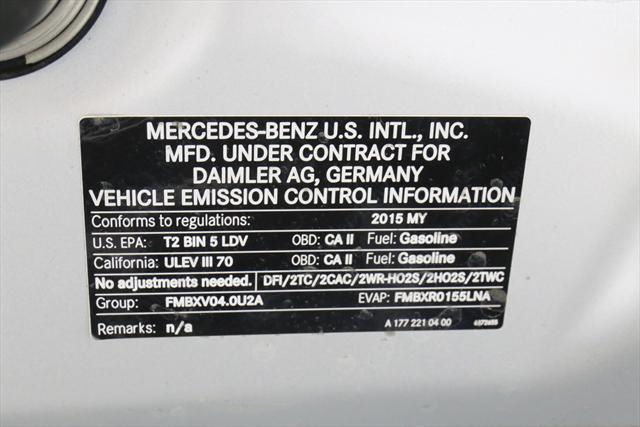 MERCEDES-BENZ U.S. INTL., INC.
MFD. UNDER CONTRACT FOR
DAIMLER AG, GERMANY
VEHICLE EMISSION CONTROL INFORMATION
Conforms to regulations: 2015 MY
U.S. EPA: T2 BIN 5 LDV OBD: CA II Fuel: Gasoline
California: ULEV III 70 OBD: CA II Fuel: Gasoline
No adjustments needed. DFI/2TC/2CAC/2WR-HO2S/2HO2S/2TWC
Group: FMBXV04.0U2A EVAP: FMBXR0155LNA
Remarks: n/a A 177 221 04 00